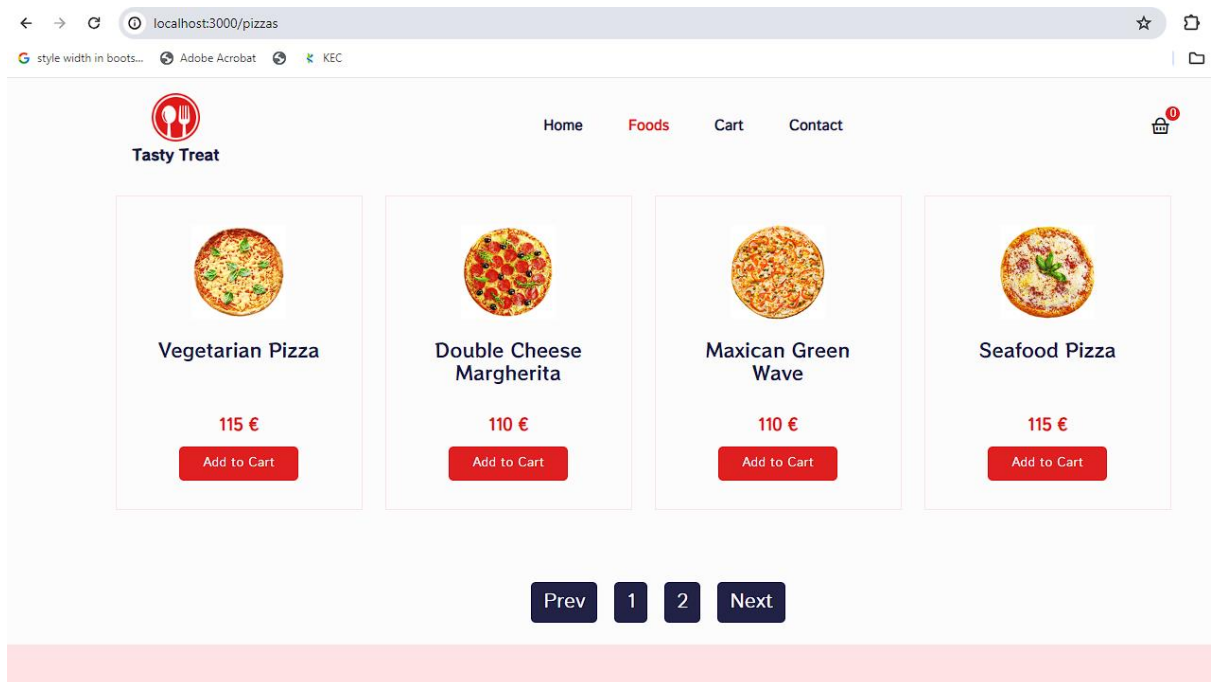 localhost:3000/pizzas
style width in boots... Adobe Acrobat KEC
Tasty Treat
Home Foods Cart Contact
0
Vegetarian Pizza
115 €
Add to Cart
Double Cheese
Margherita
110 €
Add to Cart
Maxican Green
Wave
110 €
Add to Cart
Seafood Pizza
115 €
Add to Cart
Prev 1 2 Next